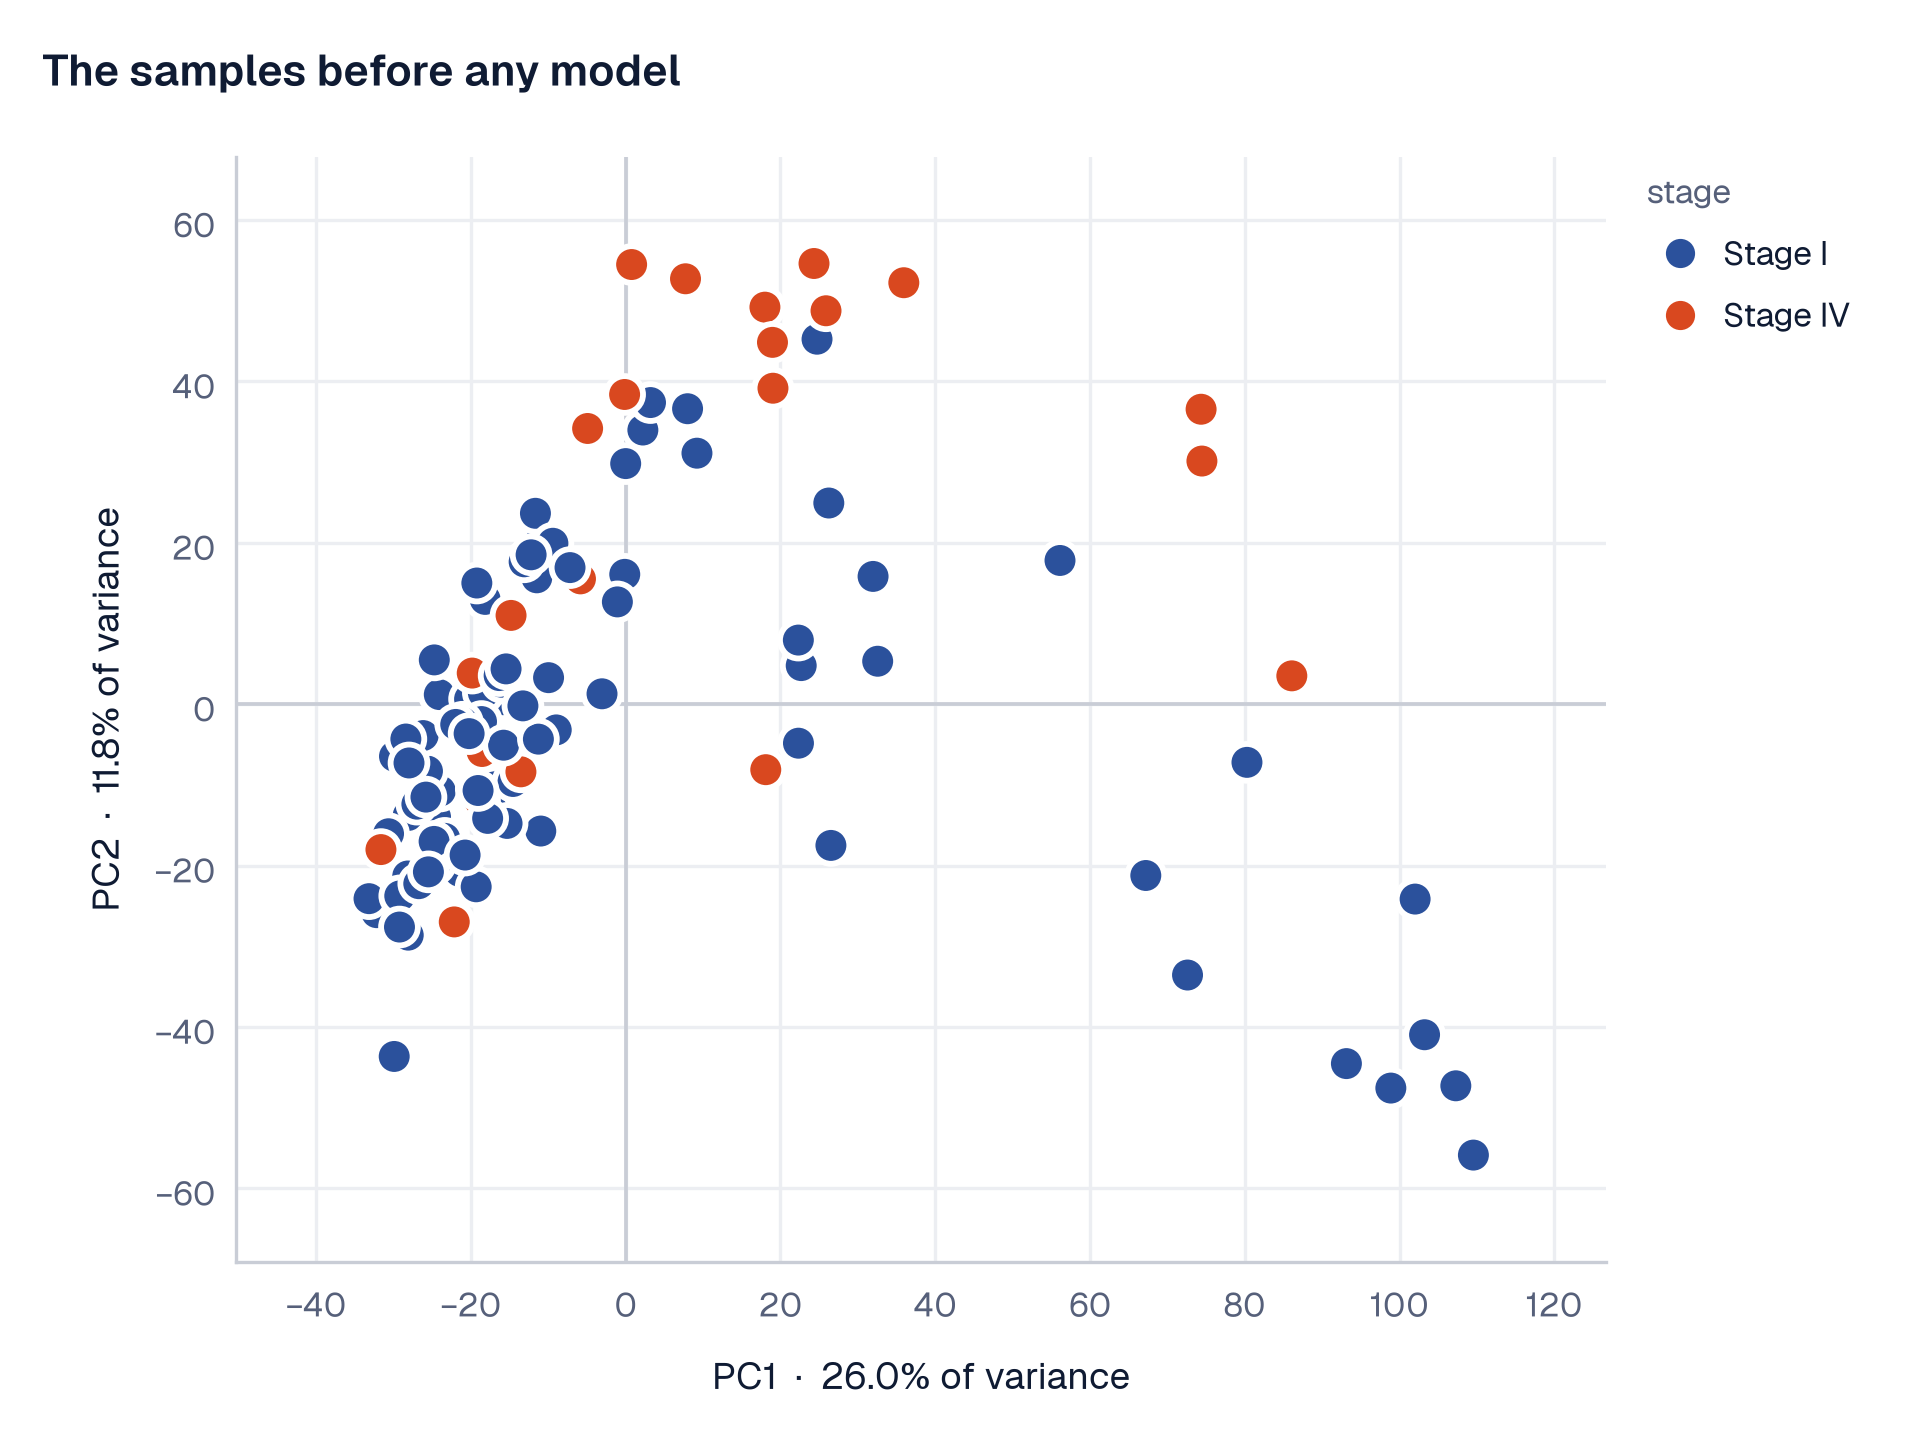 The samples before any model
stage
Stage I
Stage IV
60
40
20
0
−20
−40
−60
PC2 · 11.8% of variance
−40 −20 0 20 40 60 80 100 120
PC1 · 26.0% of variance